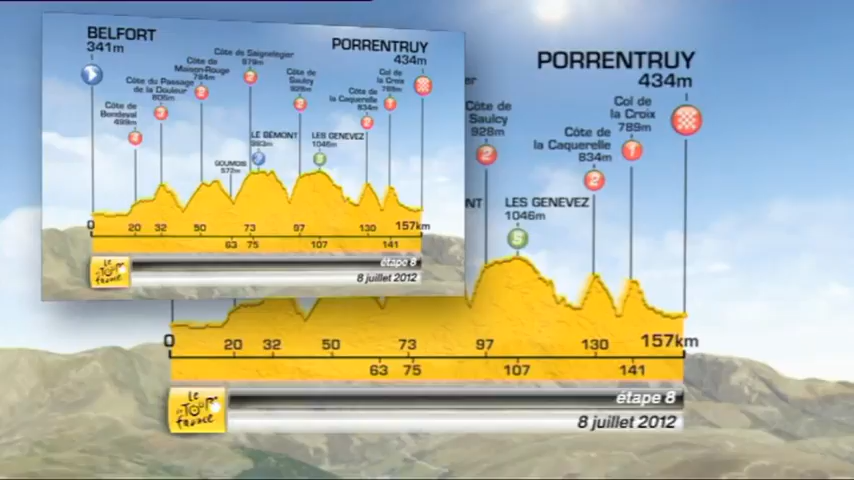 BELFORT
341m
PORRENTRUY
434m
Côte de Saignelégier
979m
Côte de
Maison-Rouge
784m
Côte du Passage
de la Douleur
805m
Côte de
Bondeval
499m
Côte de
Saulcy
928m
Col de
la Croix
789m
Côte de
la Caquerelle
834m
LE BÉMONT
983m
LES GENEVEZ
1046m
GOUMOIS
572m
0 20 32 50 73 97 130 157km
63 75 107 141
étape 8
8 juillet 2012
le
TOUR
de
france
PORRENTRUY
434m
Col de
la Croix
789m
ier
Côte de
Saulcy
928m
2
1
Côte de
la Caquerelle
834m
2
NT
LES GENEVEZ
1046m
S
0 20 32 50 73 97 130 157km
63 75 107 141
étape 8
8 juillet 2012
le
TOUR
de
france